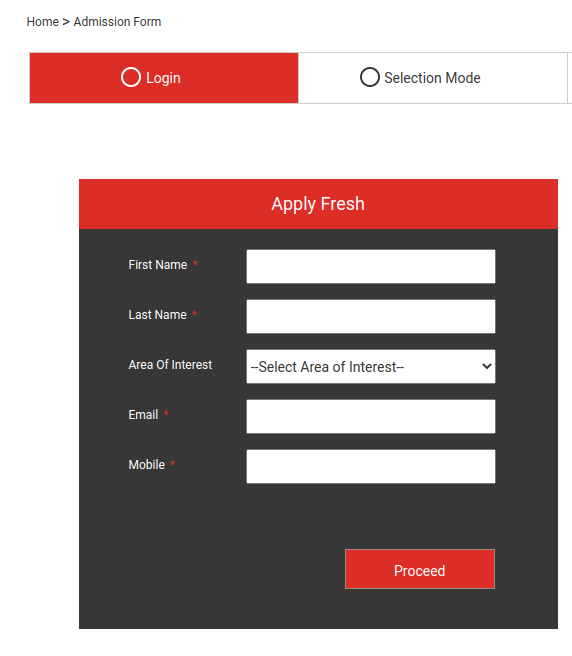 Home > Admission Form
Login
Selection Mode
Apply Fresh
First Name *
Last Name *
Area Of Interest
--Select Area of Interest--
Email *
Mobile *
Proceed